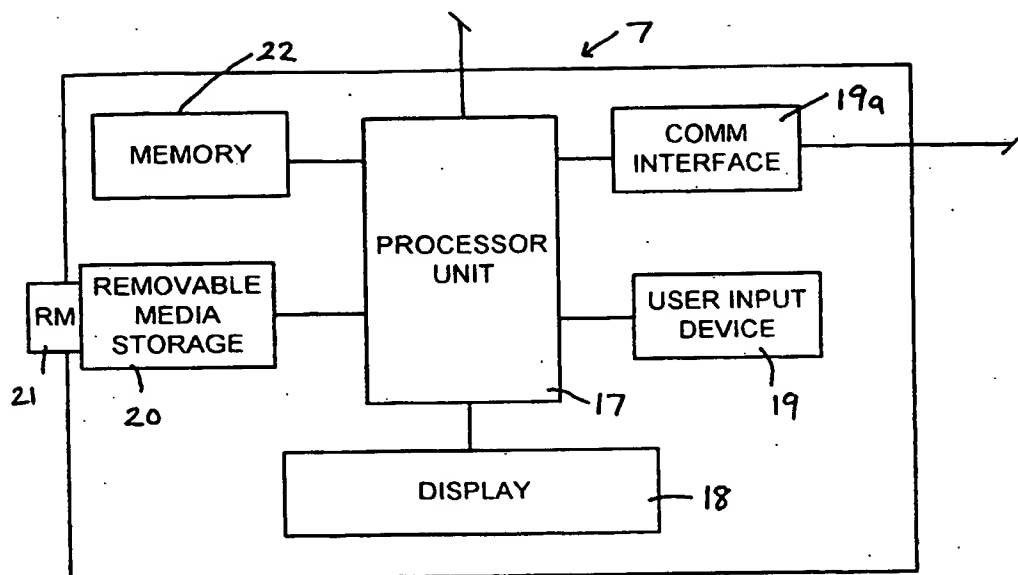 7
22
MEMORY
19a
COMM
INTERFACE
PROCESSOR
UNIT
RM
REMOVABLE
MEDIA
STORAGE
USER INPUT
DEVICE
21
20
17
19
DISPLAY
18